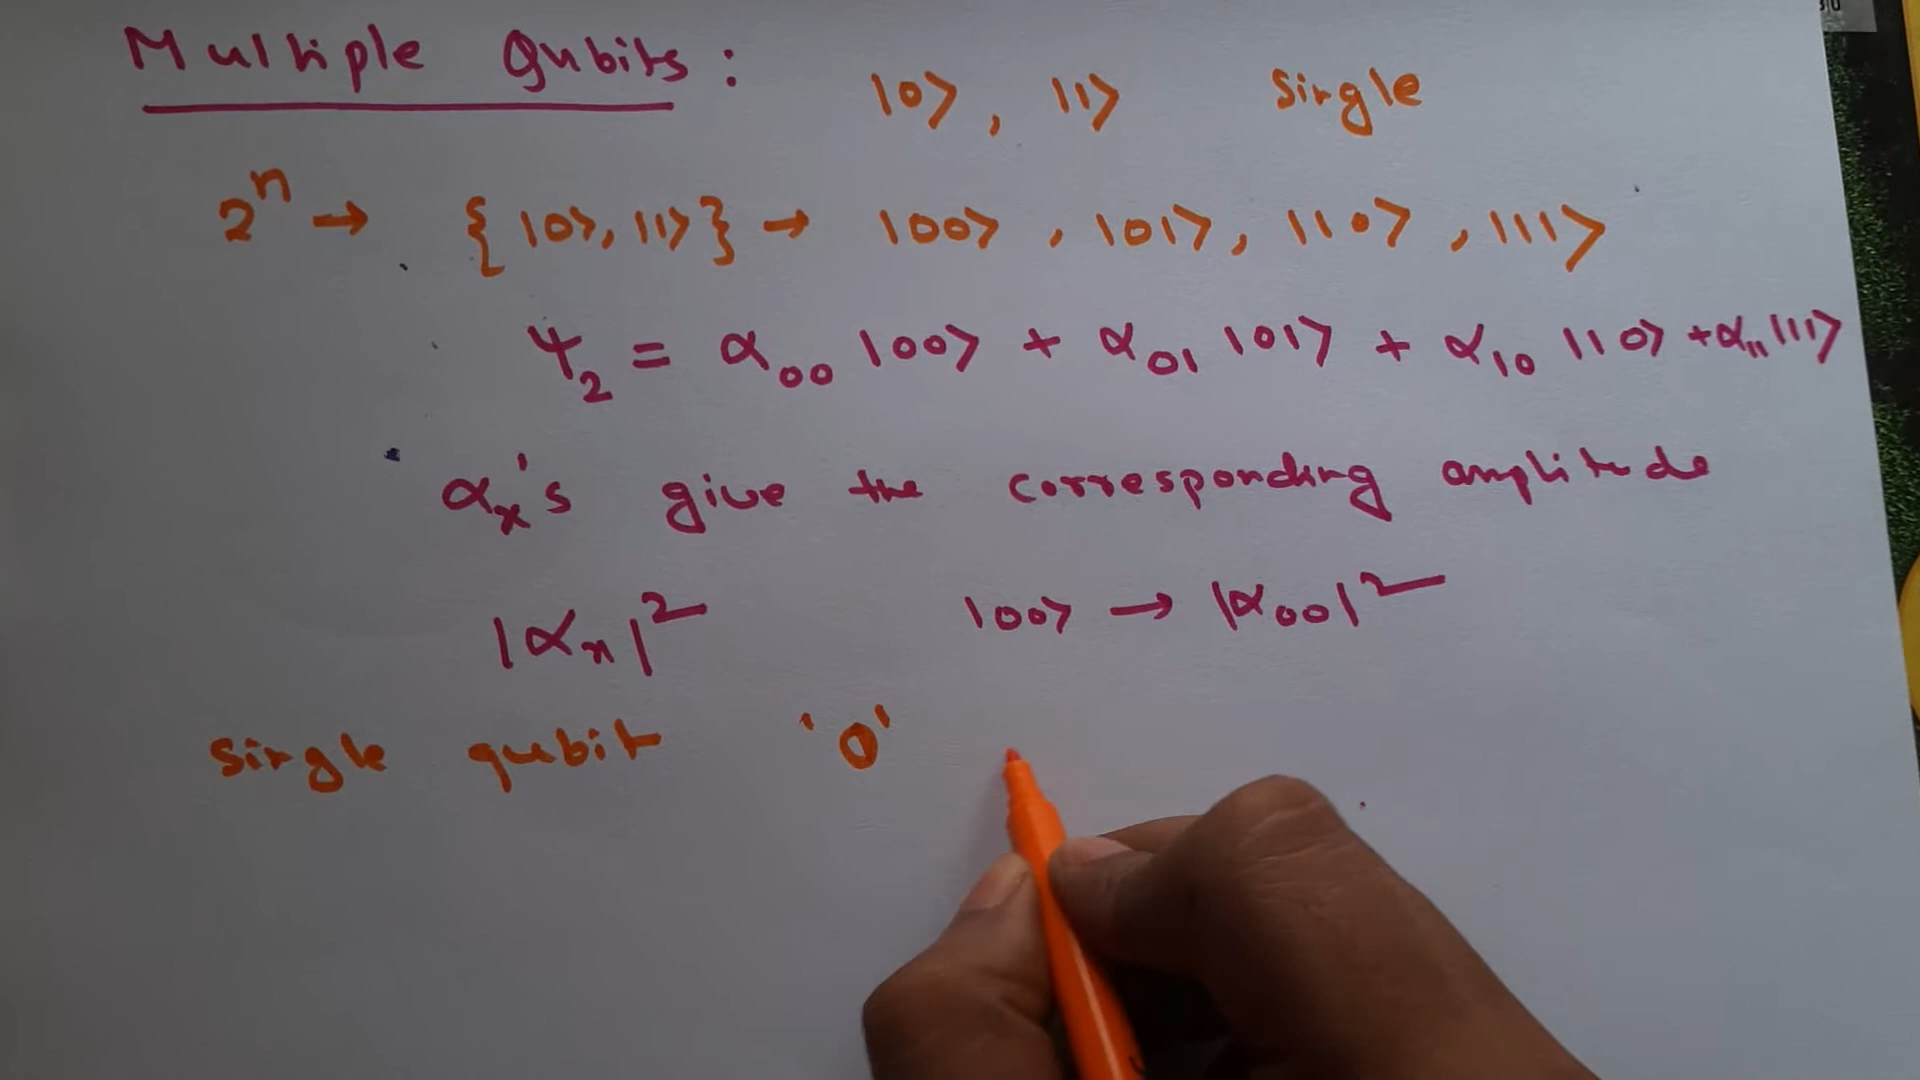 Multiple Qubits :
|0⟩, |1⟩ Single
2ⁿ → {|0⟩, |1⟩} → |00⟩, |01⟩, |10⟩, |11⟩
Ψ₂ = α₀₀ |00⟩ + α₀₁ |01⟩ + α₁₀ |10⟩ + α₁₁ |11⟩
αₓ's give the corresponding amplitude
|αₓ|² |00⟩ → |α₀₀|²
Single qubit '0'